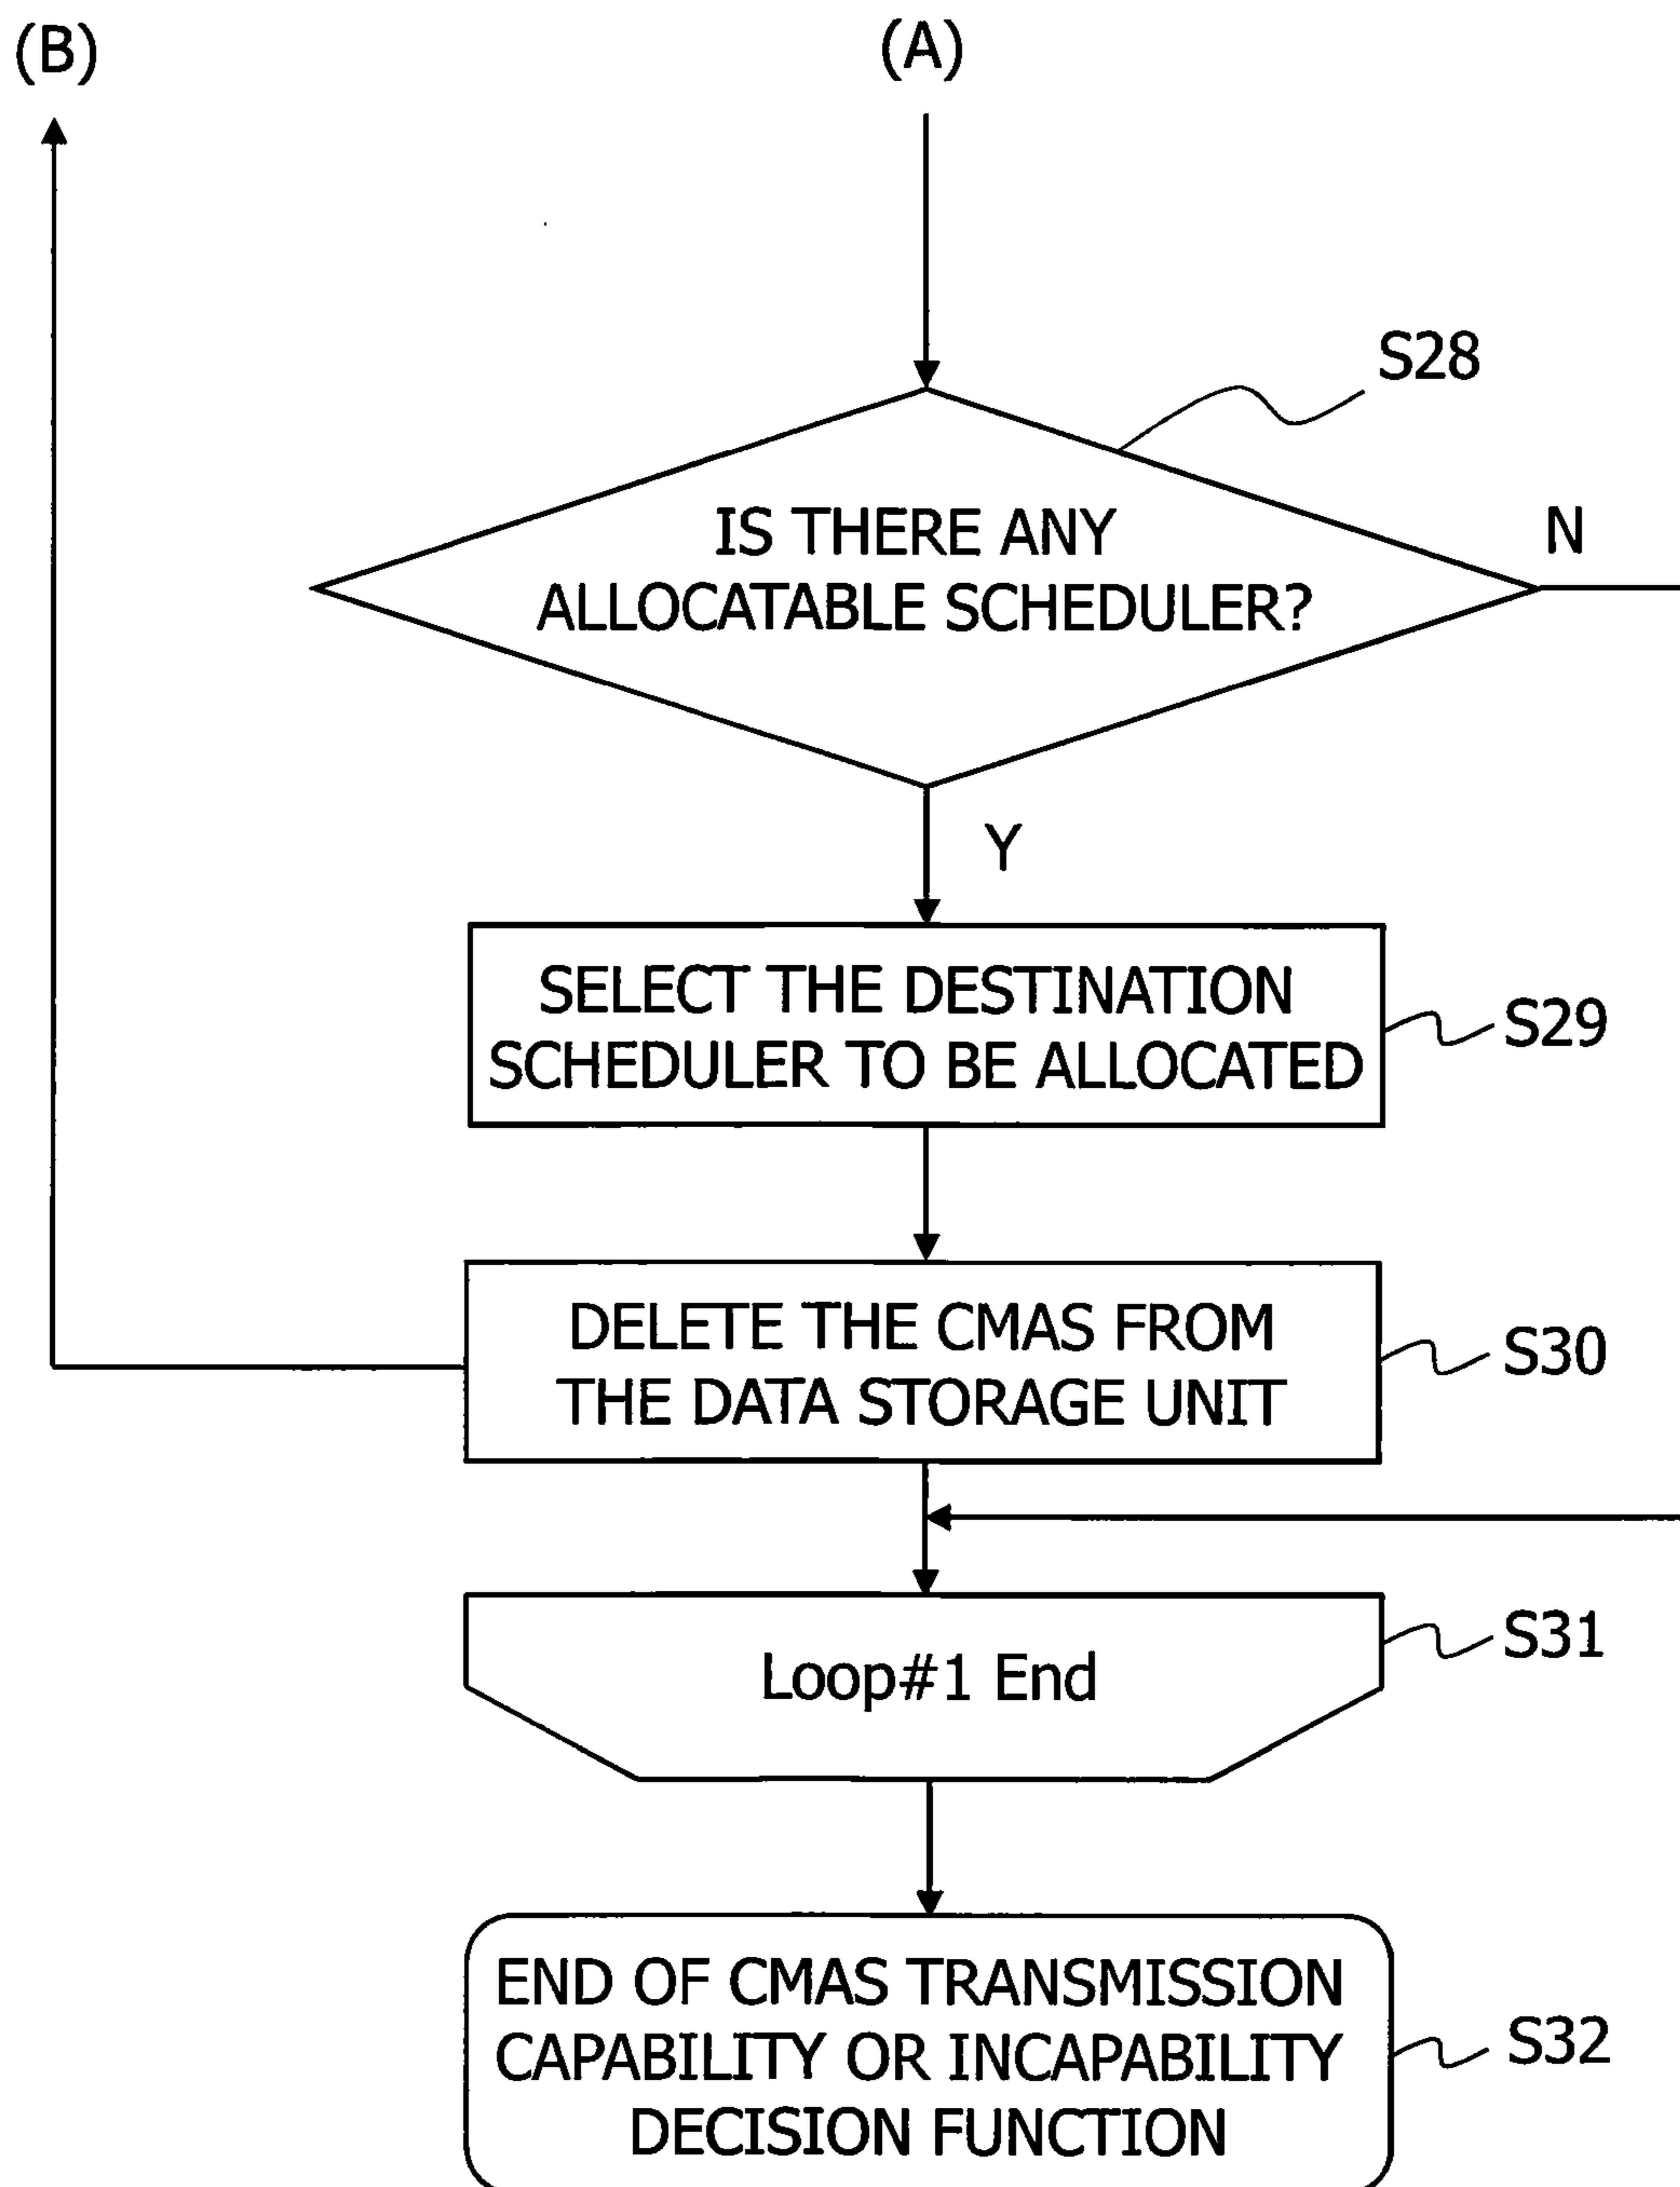 (B)
(A)
S28
IS THERE ANY
ALLOCATABLE SCHEDULER?
N
Y
SELECT THE DESTINATION
SCHEDULER TO BE ALLOCATED
S29
DELETE THE CMAS FROM
THE DATA STORAGE UNIT
S30
Loop#1 End
S31
END OF CMAS TRANSMISSION
CAPABILITY OR INCAPABILITY
DECISION FUNCTION
S32